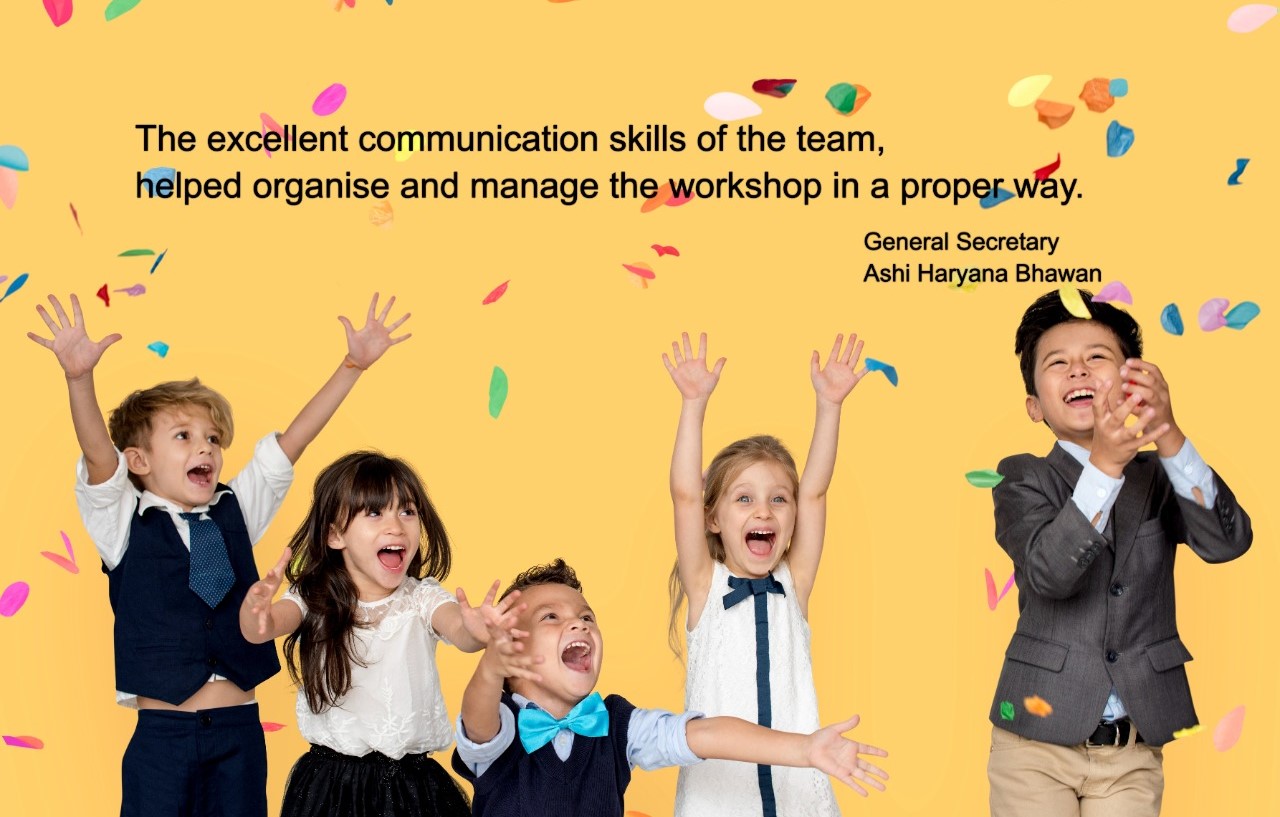 The excellent communication skills of the team,
helped organise and manage the workshop in a proper way.
General Secretary
Ashi Haryana Bhawan